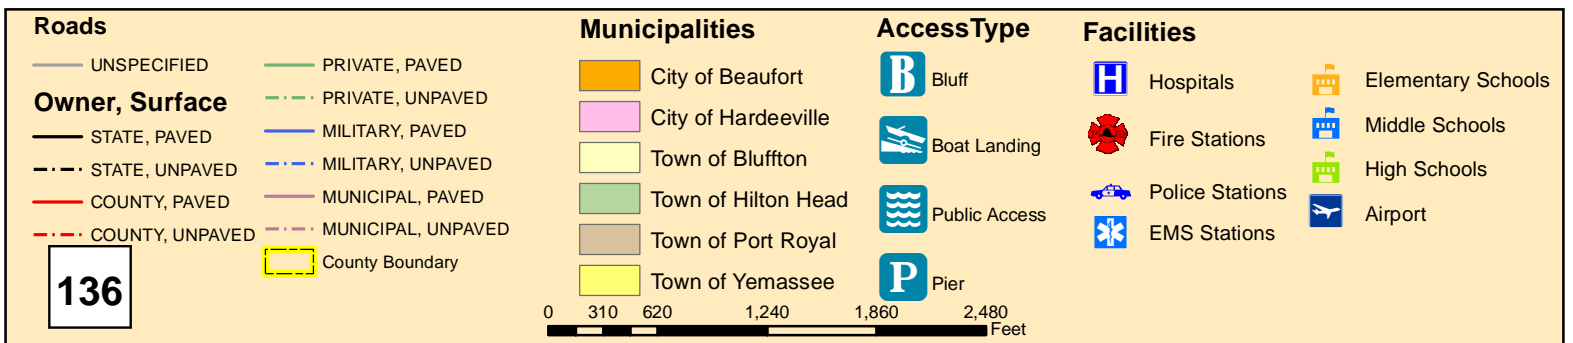 Roads
UNSPECIFIED
Owner, Surface
STATE, PAVED
STATE, UNPAVED
COUNTY, PAVED
COUNTY, UNPAVED
136
PRIVATE, PAVED
PRIVATE, UNPAVED
MILITARY, PAVED
MILITARY, UNPAVED
MUNICIPAL, PAVED
MUNICIPAL, UNPAVED
County Boundary
Municipalities
City of Beaufort
City of Hardeeville
Town of Bluffton
Town of Hilton Head
Town of Port Royal
Town of Yemassee
0 310 620 1,240 1,860 2,480
Feet
AccessType
B Bluff
Boat Landing
Public Access
P Pier
Facilities
H Hospitals
Fire Stations
Police Stations
EMS Stations
Elementary Schools
Middle Schools
High Schools
Airport